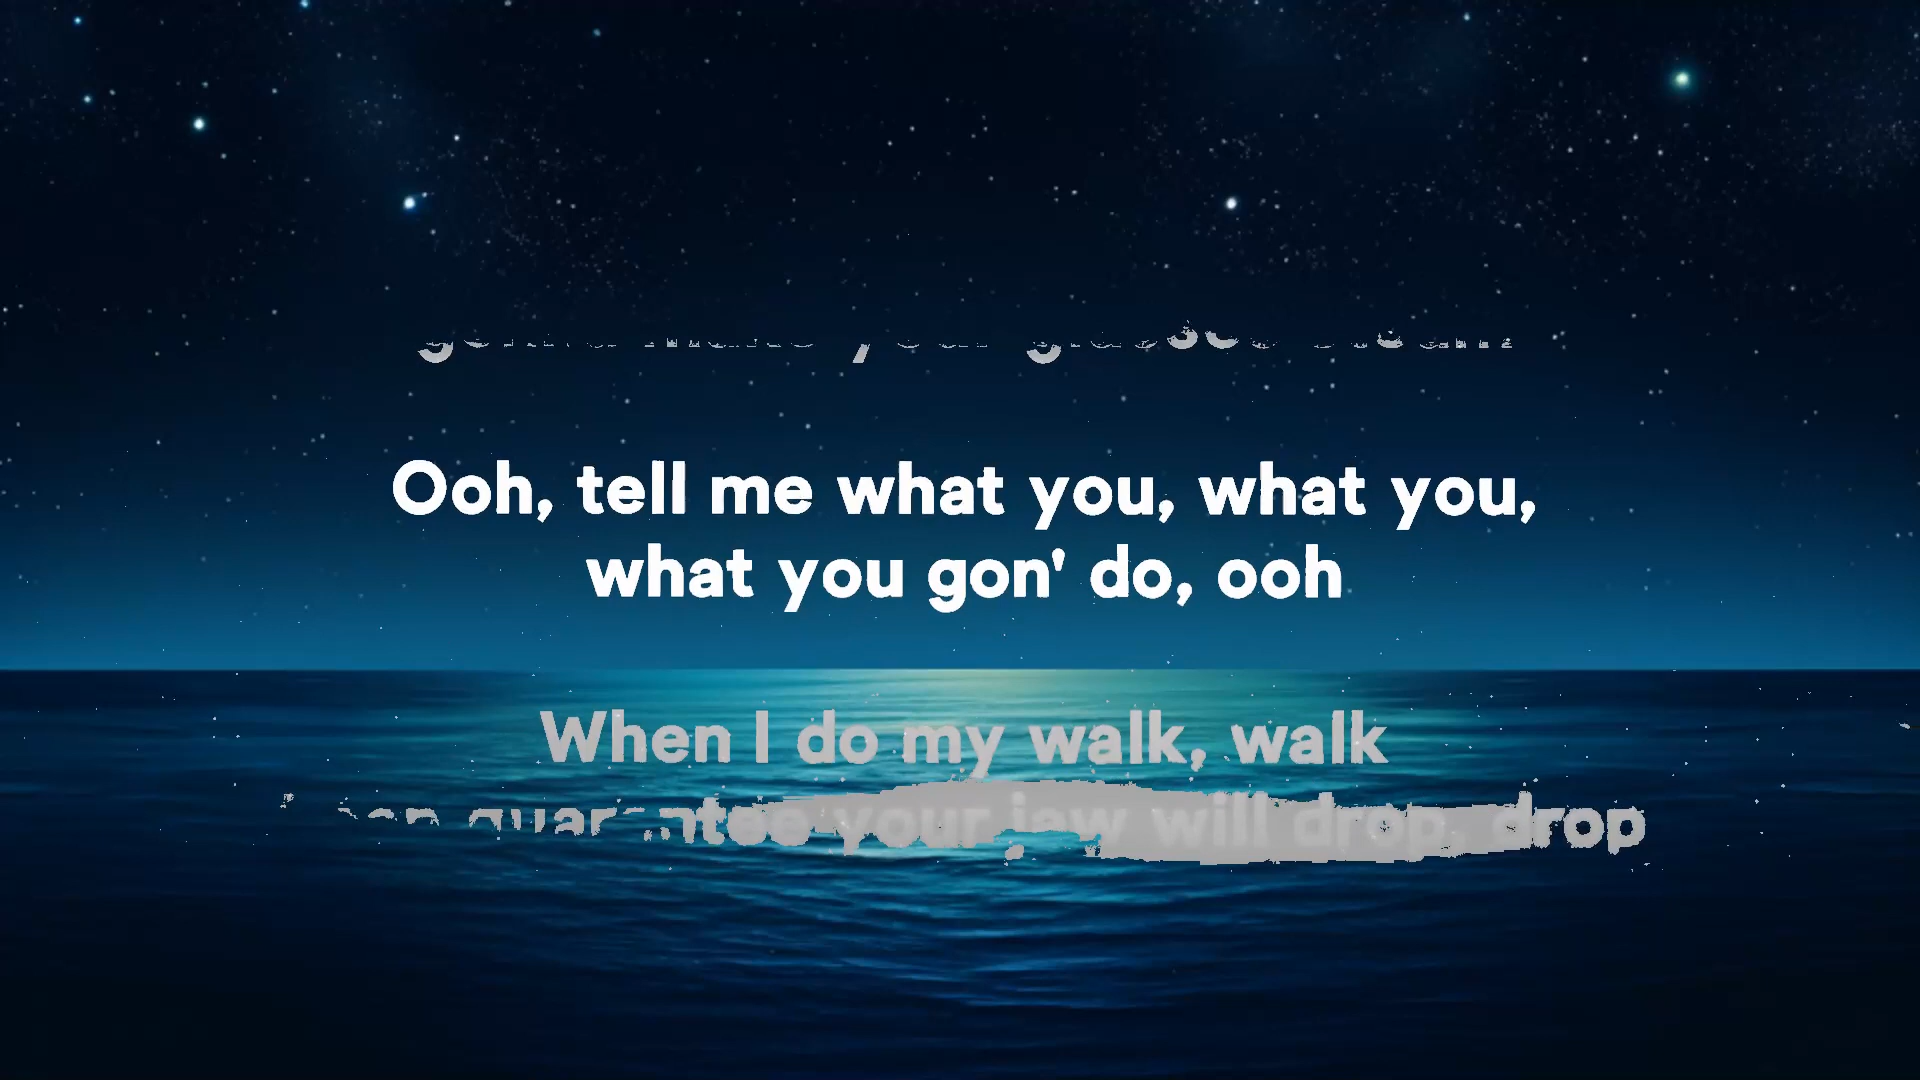 Ooh, tell me what you, what you,
what you gon' do, ooh
When I do my walk, walk
guarantee your jaw will drop, drop